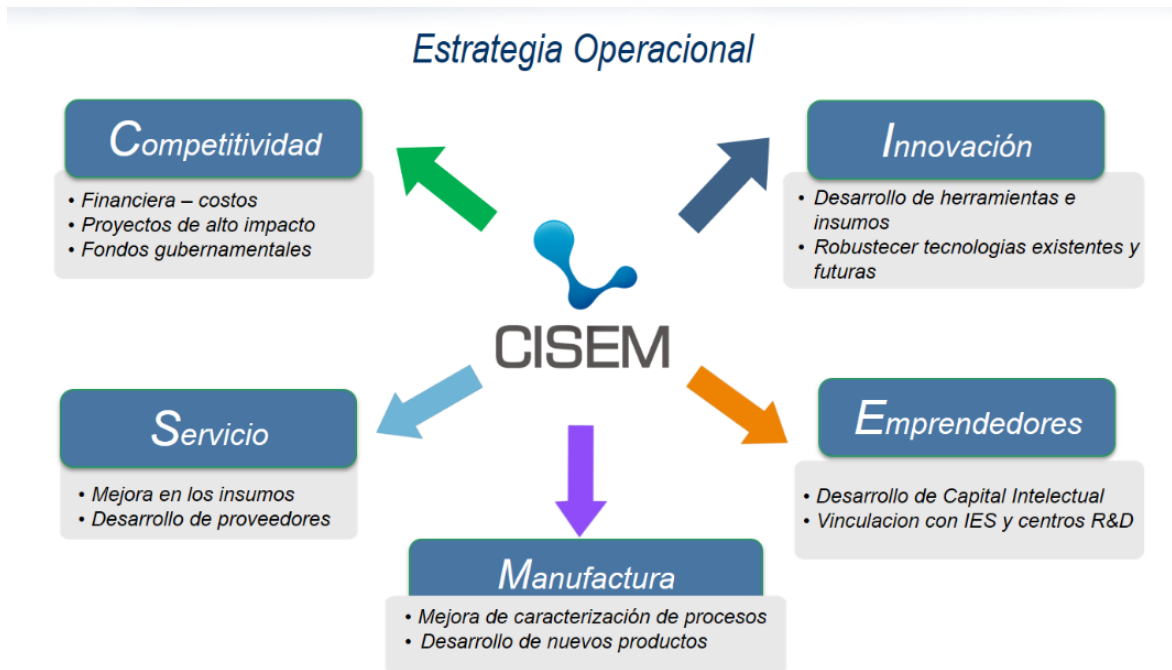 Estrategia Operacional
Competitividad
• Financiera – costos
• Proyectos de alto impacto
• Fondos gubernamentales
Innovación
• Desarrollo de herramientas e
insumos
• Robustecer tecnologias existentes y
futuras
CISEM
Servicio
• Mejora en los insumos
• Desarrollo de proveedores
Emprendedores
• Desarrollo de Capital Intelectual
• Vinculacion con IES y centros R&D
Manufactura
• Mejora de caracterización de procesos
• Desarrollo de nuevos productos